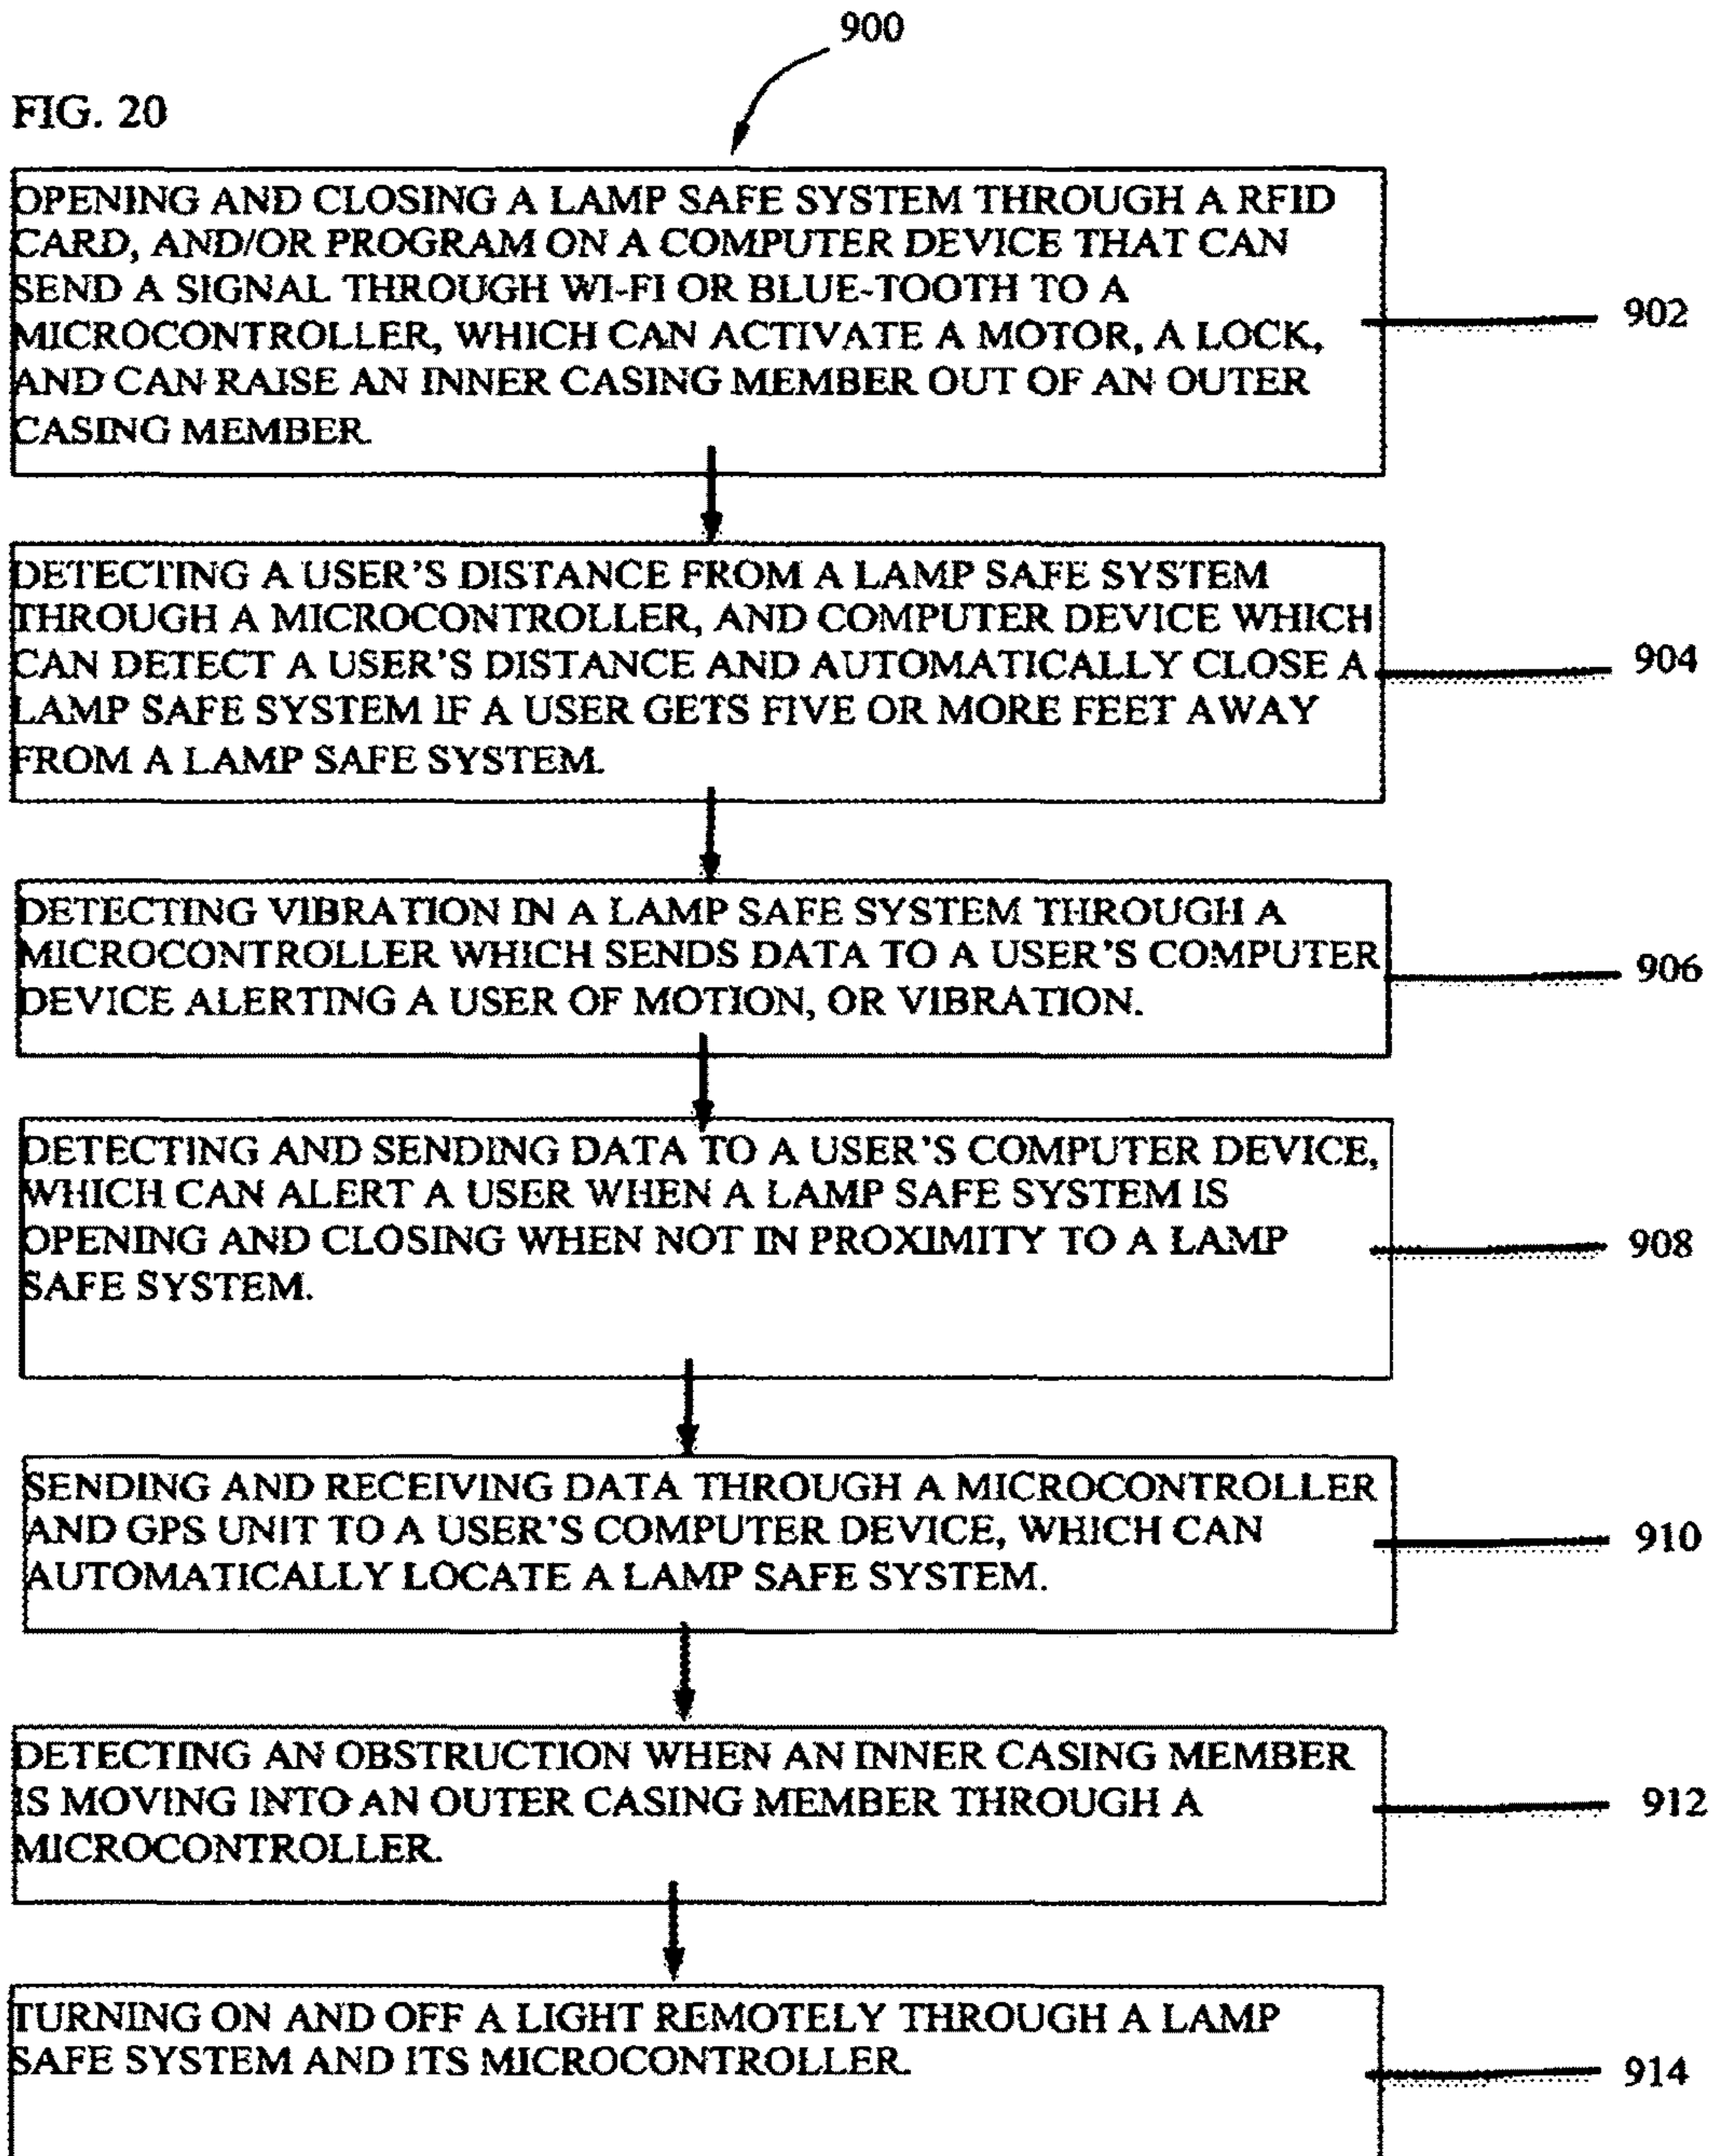 900
FIG. 20
OPENING AND CLOSING A LAMP SAFE SYSTEM THROUGH A RFID
CARD, AND/OR PROGRAM ON A COMPUTER DEVICE THAT CAN
SEND A SIGNAL THROUGH WI-FI OR BLUE-TOOTH TO A
MICROCONTROLLER, WHICH CAN ACTIVATE A MOTOR, A LOCK,
AND CAN RAISE AN INNER CASING MEMBER OUT OF AN OUTER
CASING MEMBER.
902
DETECTING A USER'S DISTANCE FROM A LAMP SAFE SYSTEM
THROUGH A MICROCONTROLLER, AND COMPUTER DEVICE WHICH
CAN DETECT A USER'S DISTANCE AND AUTOMATICALLY CLOSE A
LAMP SAFE SYSTEM IF A USER GETS FIVE OR MORE FEET AWAY
FROM A LAMP SAFE SYSTEM.
904
DETECTING VIBRATION IN A LAMP SAFE SYSTEM THROUGH A
MICROCONTROLLER WHICH SENDS DATA TO A USER'S COMPUTER
DEVICE ALERTING A USER OF MOTION, OR VIBRATION.
906
DETECTING AND SENDING DATA TO A USER'S COMPUTER DEVICE,
WHICH CAN ALERT A USER WHEN A LAMP SAFE SYSTEM IS
OPENING AND CLOSING WHEN NOT IN PROXIMITY TO A LAMP
SAFE SYSTEM.
908
SENDING AND RECEIVING DATA THROUGH A MICROCONTROLLER
AND GPS UNIT TO A USER'S COMPUTER DEVICE, WHICH CAN
AUTOMATICALLY LOCATE A LAMP SAFE SYSTEM.
910
DETECTING AN OBSTRUCTION WHEN AN INNER CASING MEMBER
IS MOVING INTO AN OUTER CASING MEMBER THROUGH A
MICROCONTROLLER.
912
TURNING ON AND OFF A LIGHT REMOTELY THROUGH A LAMP
SAFE SYSTEM AND ITS MICROCONTROLLER.
914